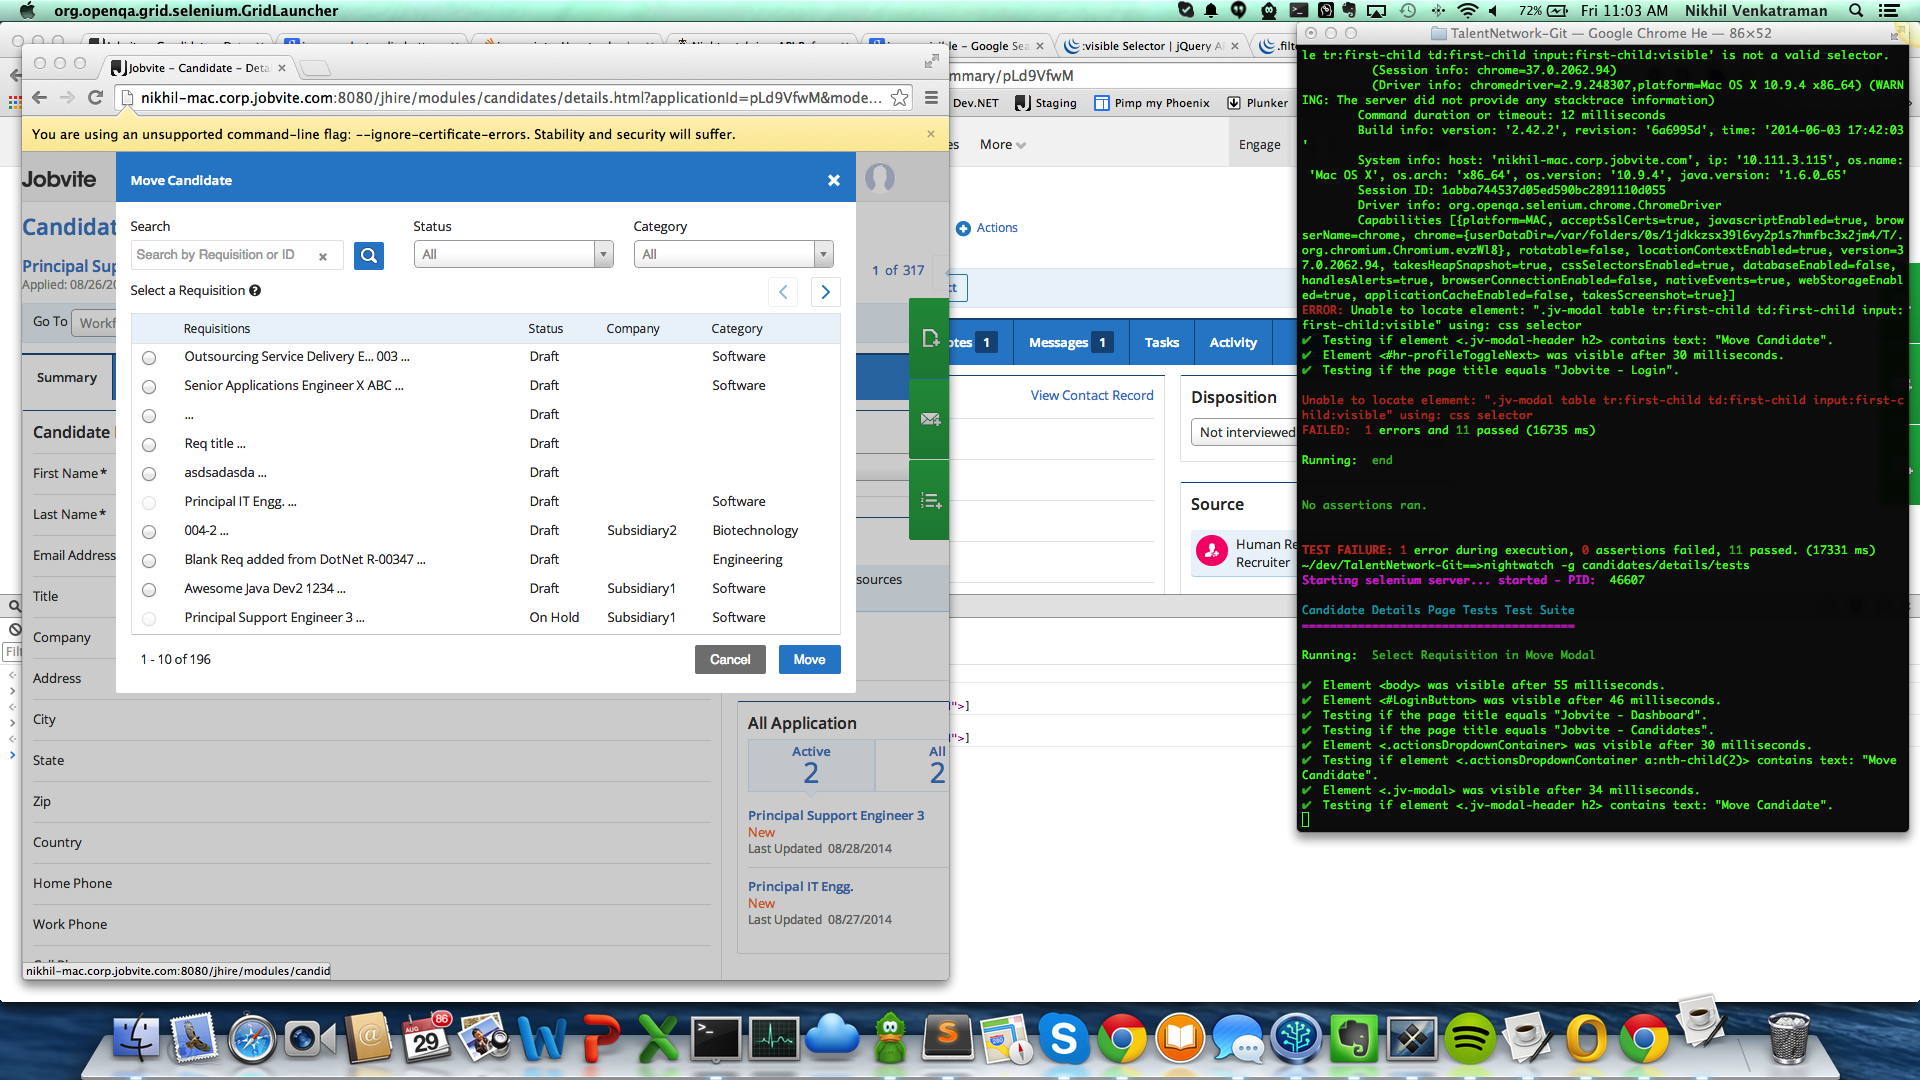 org.openqa.grid.selenium.GridLauncher
72%
Fri 11:03 AM
Nikhil Venkatraman
- Google Sea
:visible Selector | jQuery A
.filte
Jobvite – Candidate – Deta
nikhil-mac.corp.jobvite.com:8080/jhire/modules/candidates/details.html?applicationId=pLd9VfwM&mode...
mmary/pLd9VfwM
Dev.NET
Staging
Pimp my Phoenix
Plunker
You are using an unsupported command-line flag: --ignore-certificate-errors. Stability and security will suffer.
es
More
Engage
Jobvite
Move Candidate
Candidat
Search
Status
Category
Search by Requisition or ID
All
All
Actions
Principal Sup
Applied: 08/26/20
1 of 317
ct
Select a Requisition
Go To
Workf
Requisitions
Status
Company
Category
Outsourcing Service Delivery E... 003 ...
Draft
Software
Senior Applications Engineer X ABC ...
Draft
Software
...
Draft
Req title ...
Draft
asdsadasda ...
Draft
Principal IT Engg. ...
Draft
Software
004-2 ...
Draft
Subsidiary2
Biotechnology
Blank Req added from DotNet R-00347 ...
Draft
Engineering
Awesome Java Dev2 1234 ...
Draft
Subsidiary1
Software
Principal Support Engineer 3 ...
On Hold
Subsidiary1
Software
1 - 10 of 196
Cancel
Move
Summary
Candidate
First Name*
Last Name*
Email Address
Title
Company
Address
City
State
Zip
Country
Home Phone
Work Phone
nikhil-mac.corp.jobvite.com:8080/jhire/modules/candid
otes 1
Messages 1
Tasks
Activity
View Contact Record
Disposition
Not interviewed
Source
Human Re
Recruiter
sources
Filt
">]
">]
All Application
Active
2
All
2
Principal Support Engineer 3
New
Last Updated 08/28/2014
Principal IT Engg.
New
Last Updated 08/27/2014
TalentNetwork-Git — Google Chrome He — 86×52
le tr:first-child td:first-child input:first-child:visible' is not a valid selector.
(Session info: chrome=37.0.2062.94)
(Driver info: chromedriver=2.9.248307,platform=Mac OS X 10.9.4 x86_64) (WARN
ING: The server did not provide any stacktrace information)
Command duration or timeout: 12 milliseconds
Build info: version: '2.42.2', revision: '6a6995d', time: '2014-06-03 17:42:03
'
System info: host: 'nikhil-mac.corp.jobvite.com', ip: '10.111.3.115', os.name:
'Mac OS X', os.arch: 'x86_64', os.version: '10.9.4', java.version: '1.6.0_65'
Session ID: 1abba744537d05ed590bc2891110d055
Driver info: org.openqa.selenium.chrome.ChromeDriver
Capabilities [{platform=MAC, acceptSslCerts=true, javascriptEnabled=true, brow
serName=chrome, chrome={userDataDir=/var/folders/0s/1jdkkzsx39l6vy2p1s7hmfbc3x2jm4/T/.
org.chromium.Chromium.evzWl8}, rotatable=false, locationContextEnabled=true, version=3
7.0.2062.94, takesHeapSnapshot=true, cssSelectorsEnabled=true, databaseEnabled=false,
handlesAlerts=true, browserConnectionEnabled=false, nativeEvents=true, webStorageEnabl
ed=true, applicationCacheEnabled=false, takesScreenshot=true}]
ERROR: Unable to locate element: ".jv-modal table tr:first-child td:first-child input:
first-child:visible" using: css selector
✔ Testing if element <.jv-modal-header h2> contains text: "Move Candidate".
✔ Element <#hr-profileToggleNext> was visible after 30 milliseconds.
✔ Testing if the page title equals "Jobvite - Login".
Unable to locate element: ".jv-modal table tr:first-child td:first-child input:first-c
hild:visible" using: css selector
FAILED: 1 errors and 11 passed (16735 ms)
Running: end
No assertions ran.
TEST FAILURE: 1 error during execution, 0 assertions failed, 11 passed. (17331 ms)
~/dev/TalentNetwork-Git==>nightwatch -g candidates/details/tests
Starting selenium server... started - PID: 46607
Candidate Details Page Tests Test Suite
=======================================
Running: Select Requisition in Move Modal
✔ Element <body> was visible after 55 milliseconds.
✔ Element <#LoginButton> was visible after 46 milliseconds.
✔ Testing if the page title equals "Jobvite - Dashboard".
✔ Testing if the page title equals "Jobvite - Candidates".
✔ Element <.actionsDropdownContainer> was visible after 30 milliseconds.
✔ Testing if element <.actionsDropdownContainer a:nth-child(2)> contains text: "Move
Candidate".
✔ Element <.jv-modal> was visible after 34 milliseconds.
✔ Testing if element <.jv-modal-header h2> contains text: "Move Candidate".
AUG
29
86